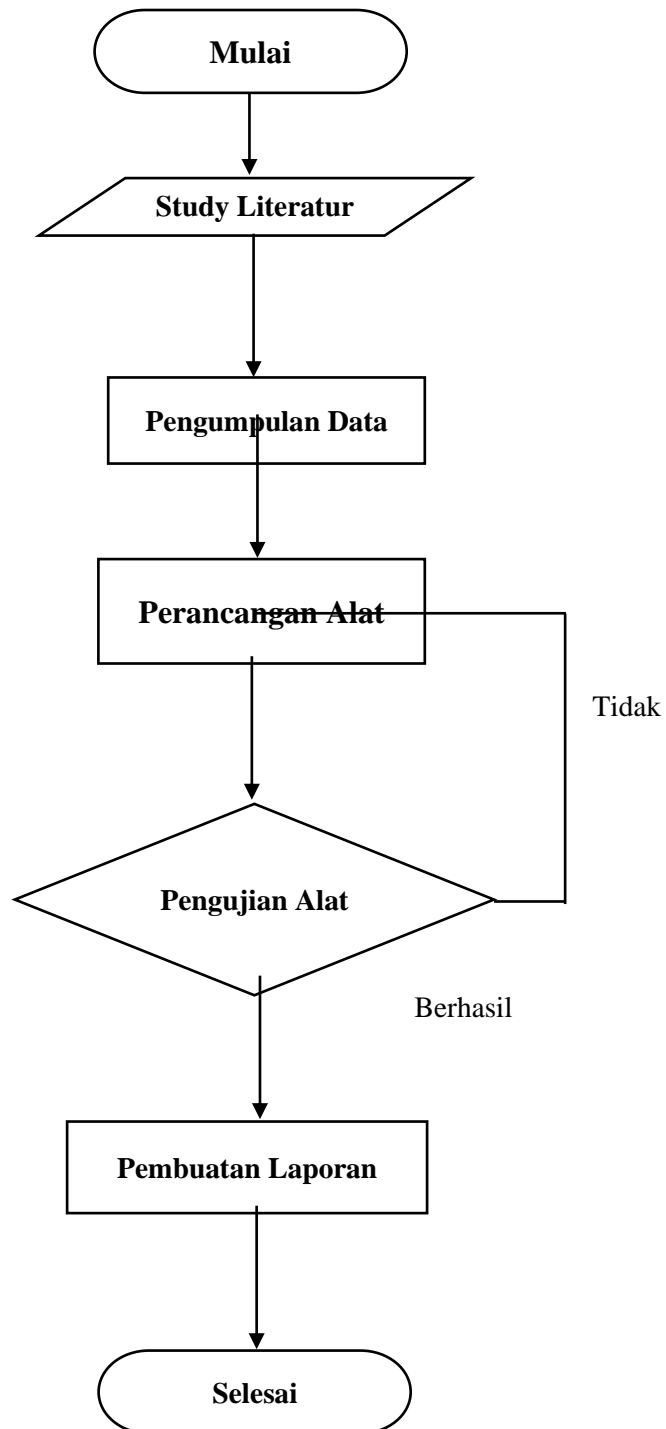 Mulai
Study Literatur
Pengumpulan Data
Perancangan Alat
Tidak
Pengujian Alat
Berhasil
Pembuatan Laporan
Selesai